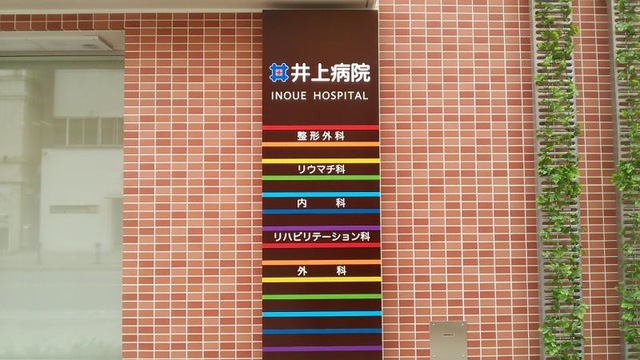 井上病院
INOUE HOSPITAL
整形外科
リウマチ科
内科
リハビリテーション科
外科